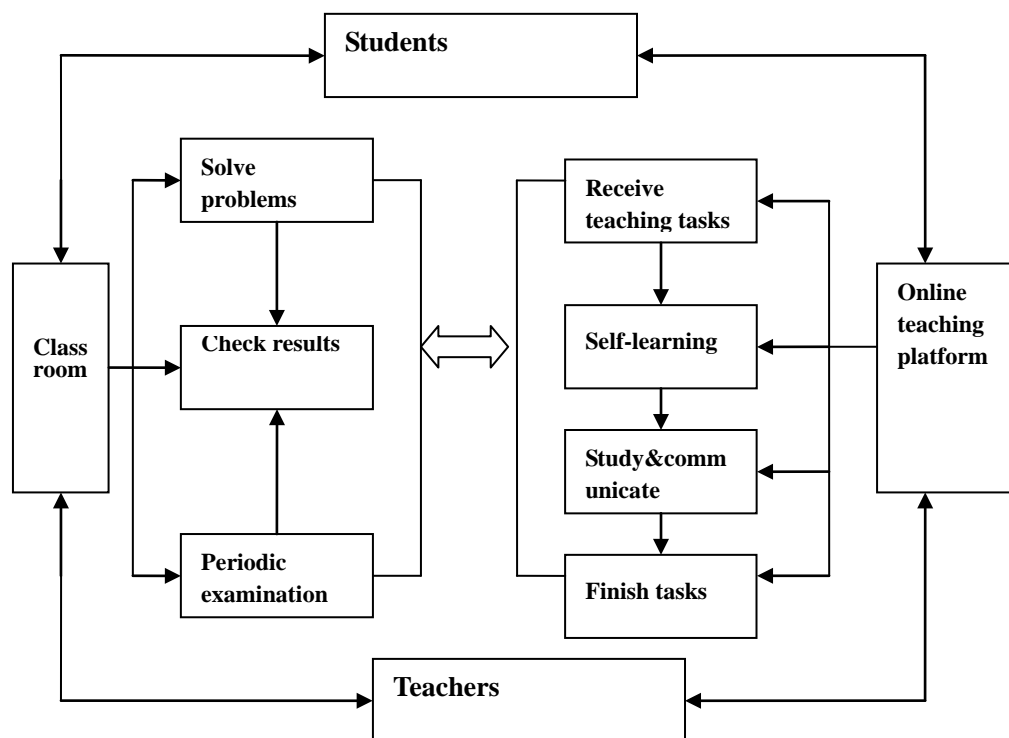 Students
Solve
problems
Receive
teaching tasks
Online
teaching
platform
Class
room
Check results
Self-learning
Study&comm
unicate
Periodic
examination
Finish tasks
Teachers